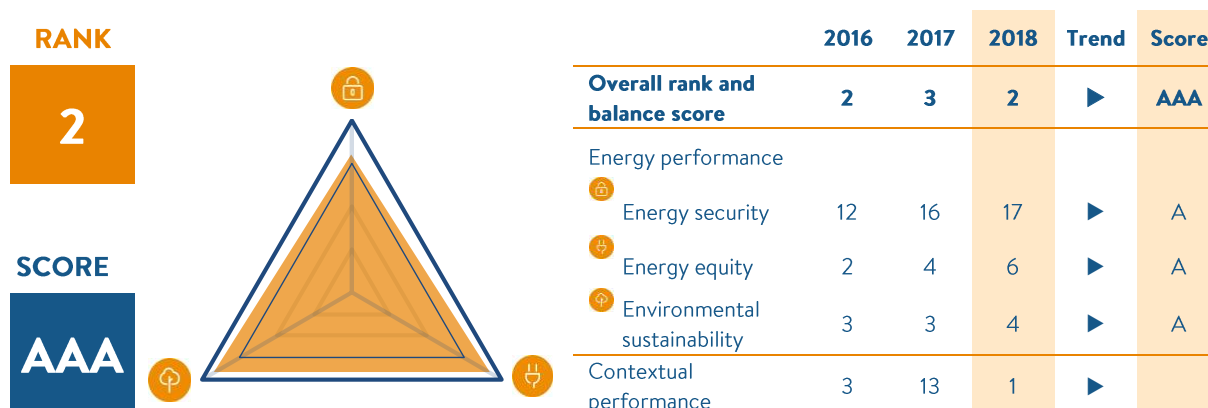 RANK
2
SCORE
AAA
2016 2017 2018 Trend Score
Overall rank and
balance score 2 3 2 ▶ AAA
Energy performance
Energy security 12 16 17 ▶ A
Energy equity 2 4 6 ▶ A
Environmental
sustainability 3 3 4 ▶ A
Contextual
performance 3 13 1 ▶